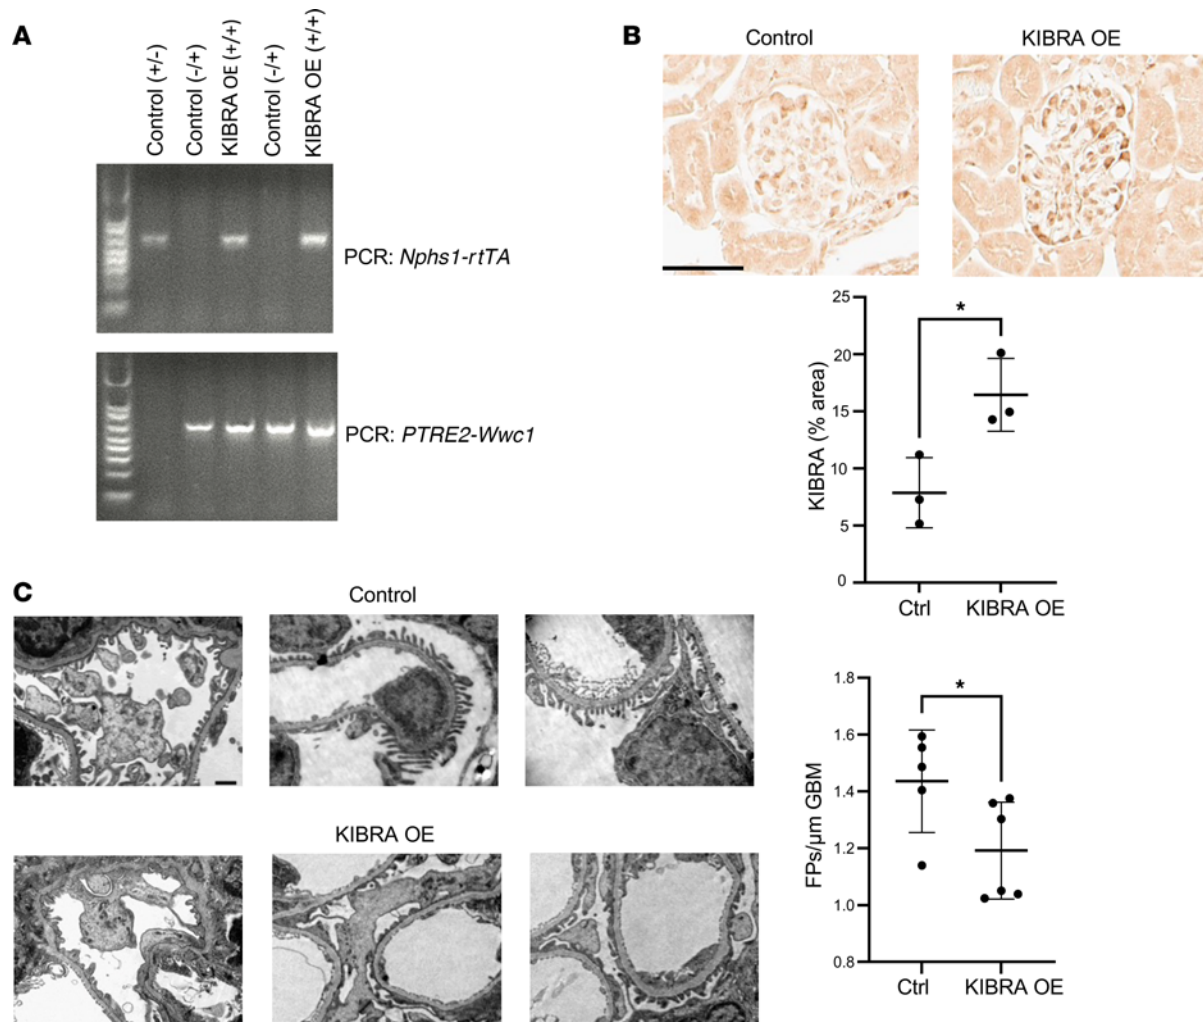 A
Control (+/-)
Control (-/+)
KIBRA OE (+/+)
Control (-/+)
KIBRA OE (+/+)
PCR: Nphs1-rtTA
PCR: PTRE2-Wwc1
B
Control
KIBRA OE
25
20
15
10
5
0
KIBRA (% area)
*
Ctrl
KIBRA OE
C
Control
KIBRA OE
1.8
1.6
1.4
1.2
1.0
0.8
FPs/μm GBM
*
Ctrl
KIBRA OE